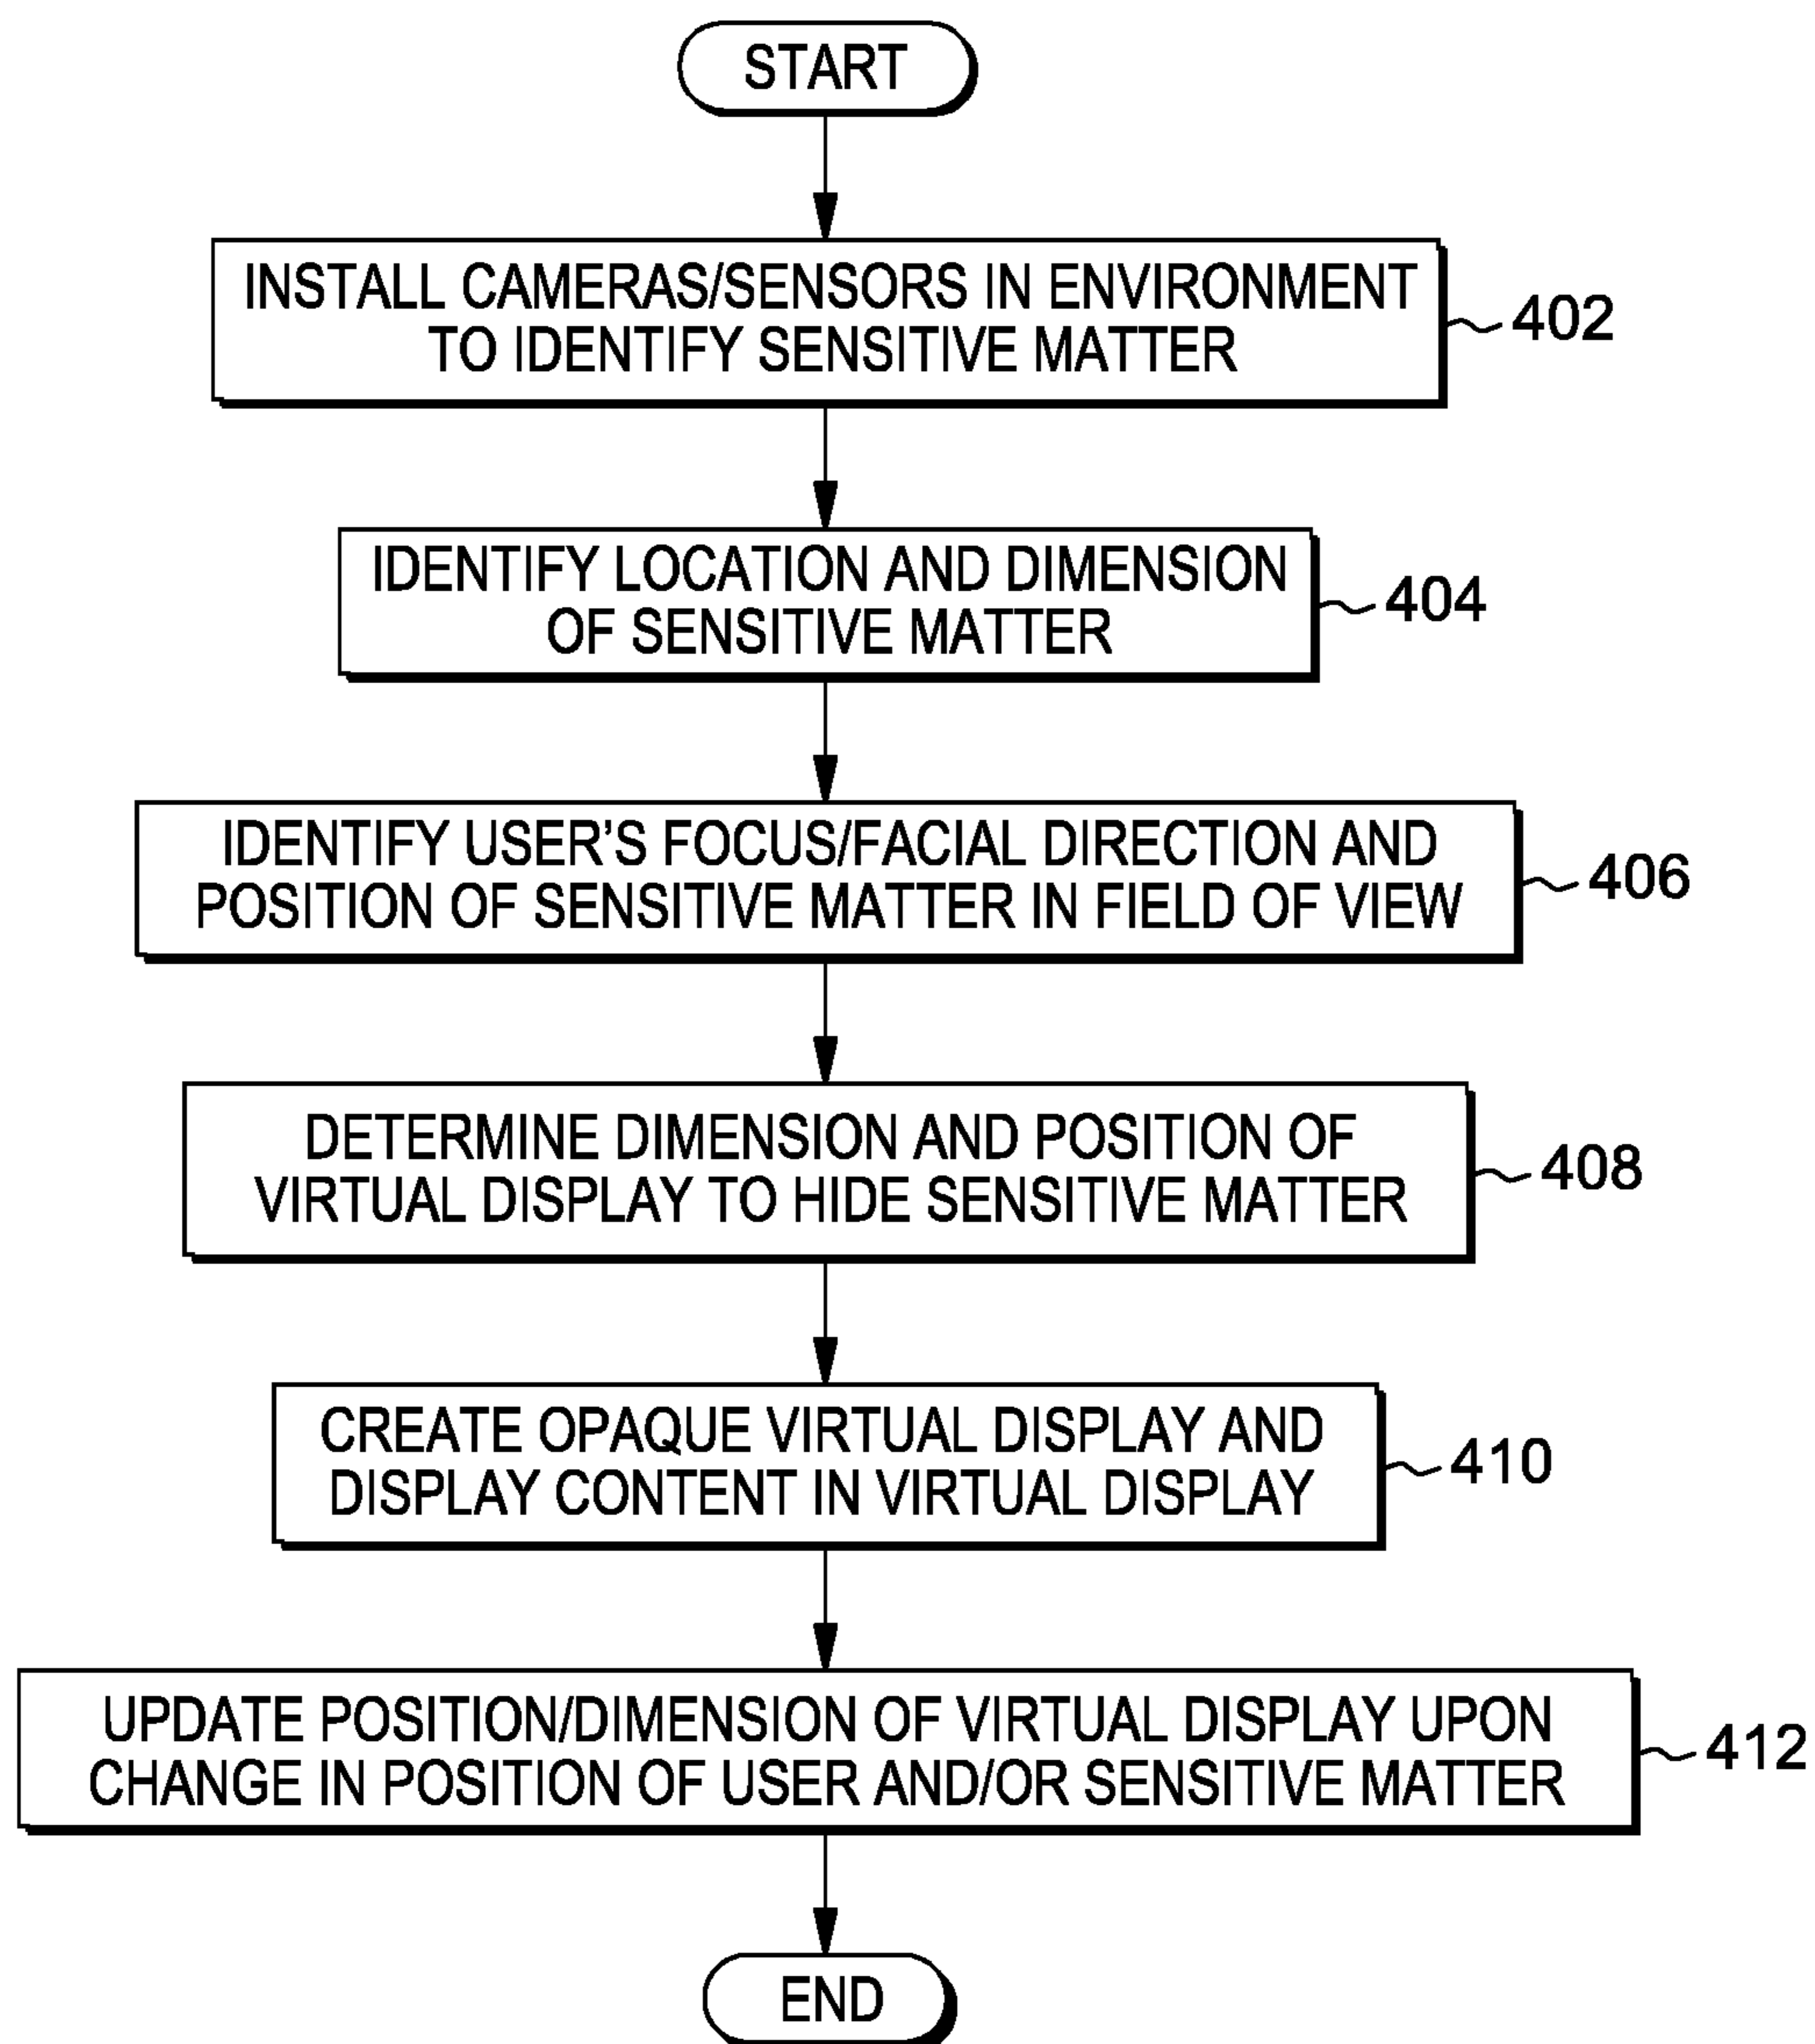 START
INSTALL CAMERAS/SENSORS IN ENVIRONMENT
TO IDENTIFY SENSITIVE MATTER
402
IDENTIFY LOCATION AND DIMENSION
OF SENSITIVE MATTER
404
IDENTIFY USER'S FOCUS/FACIAL DIRECTION AND
POSITION OF SENSITIVE MATTER IN FIELD OF VIEW
406
DETERMINE DIMENSION AND POSITION OF
VIRTUAL DISPLAY TO HIDE SENSITIVE MATTER
408
CREATE OPAQUE VIRTUAL DISPLAY AND
DISPLAY CONTENT IN VIRTUAL DISPLAY
410
UPDATE POSITION/DIMENSION OF VIRTUAL DISPLAY UPON
CHANGE IN POSITION OF USER AND/OR SENSITIVE MATTER
412
END